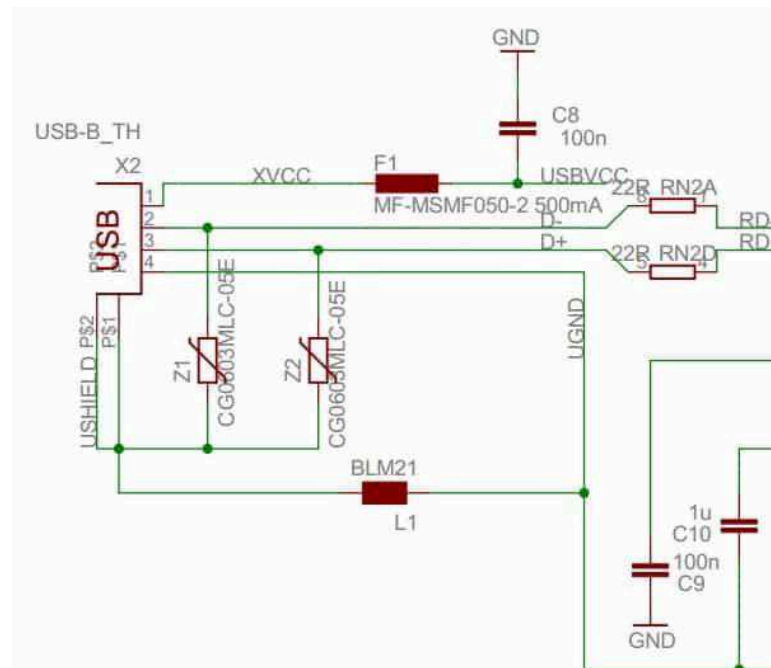 GND
C8
100n
USB-B_TH
X2
F1
XVCC
USBVCC
MF-MSMF050-2 500mA
22R RN2A
8
1
1
2
3
4
USB
P$2
P$1
D-
RD-
D+
RD
22R RN2D
5
4
USHIELD
P$2
P$1
Z1
CG0603MLC-05E
Z2
CG0603MLC-05E
UGND
BLM21
L1
1u
C10
100n
C9
GND